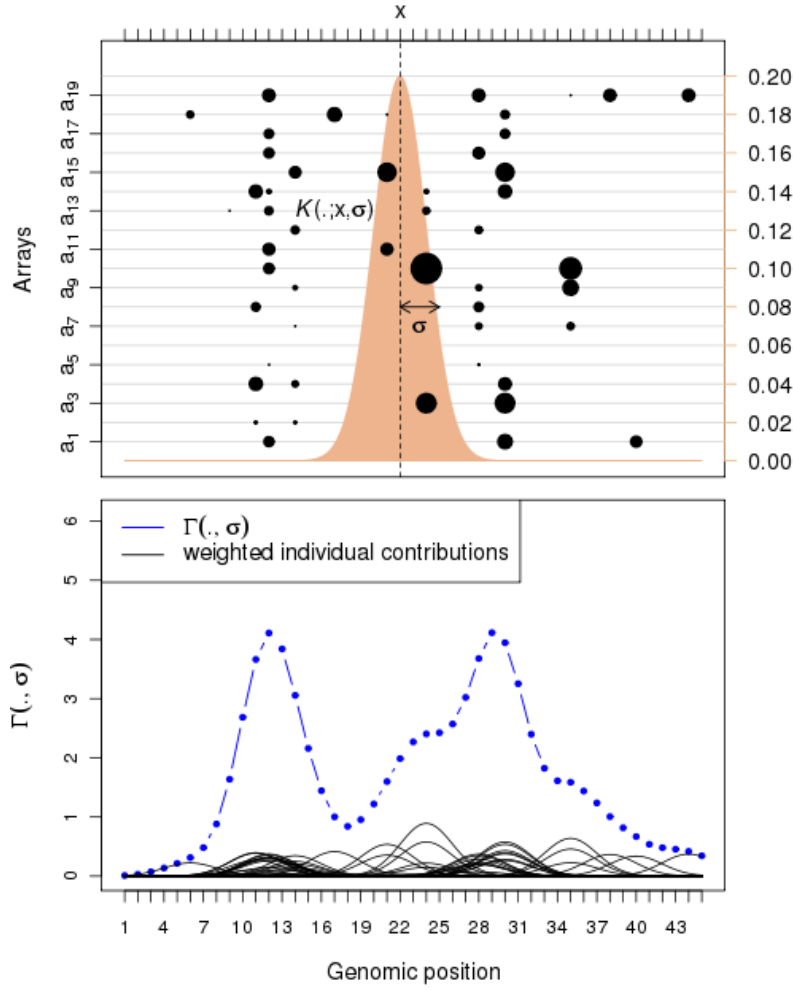 x
Arrays
a19
a17
a15
a13
a11
a9
a7
a5
a3
a1
K(.;x,σ)
σ
0.20
0.18
0.16
0.14
0.12
0.10
0.08
0.06
0.04
0.02
0.00
Γ(., σ)
weighted individual contributions
Γ(., σ)
6
5
4
3
2
1
0
1 4 7 10 13 16 19 22 25 28 31 34 37 40 43
Genomic position